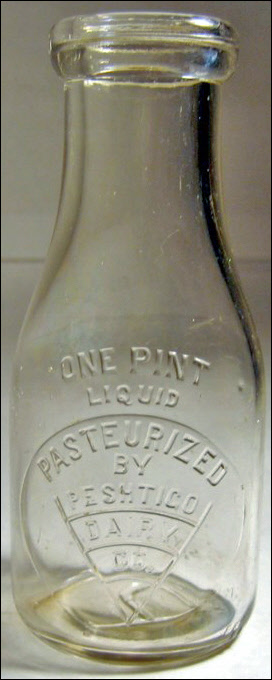 ONE PINT
LIQUID
PASTEURIZED
BY
PESHTIGO
DAIRY
CO.